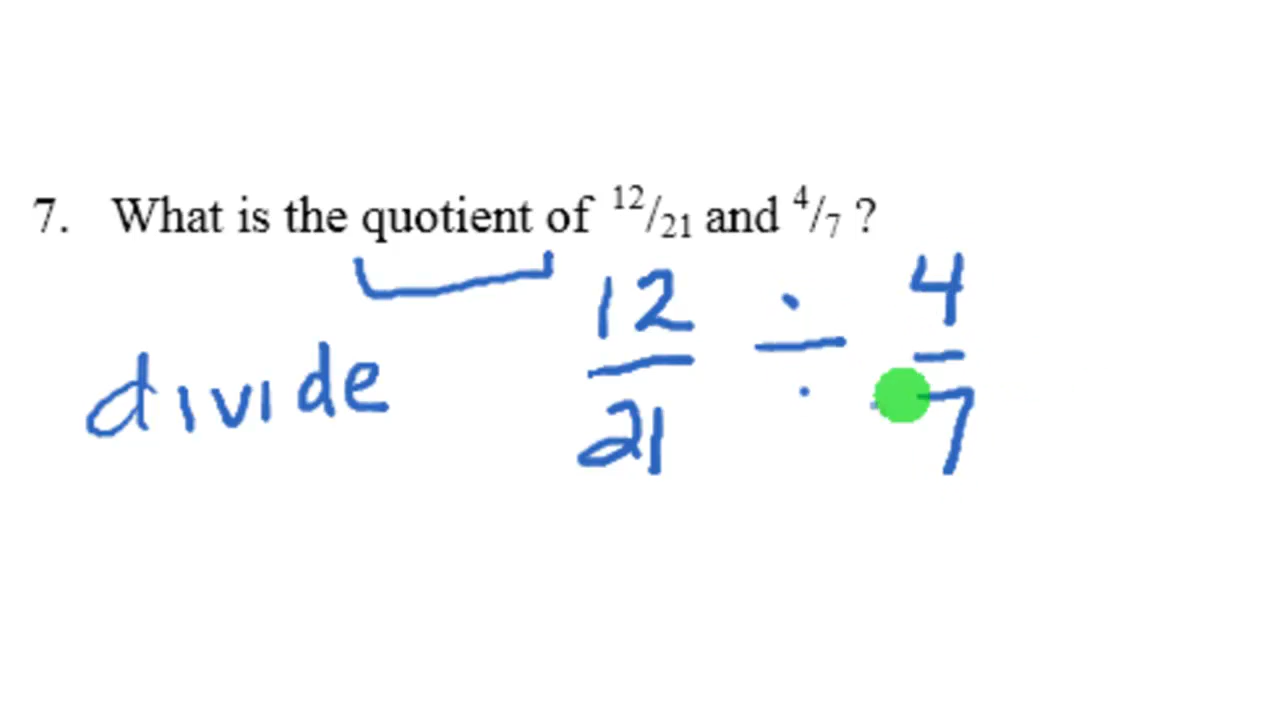 7. What is the quotient of 12/21 and 4/7 ?
divide 12/21 ÷ 4/7